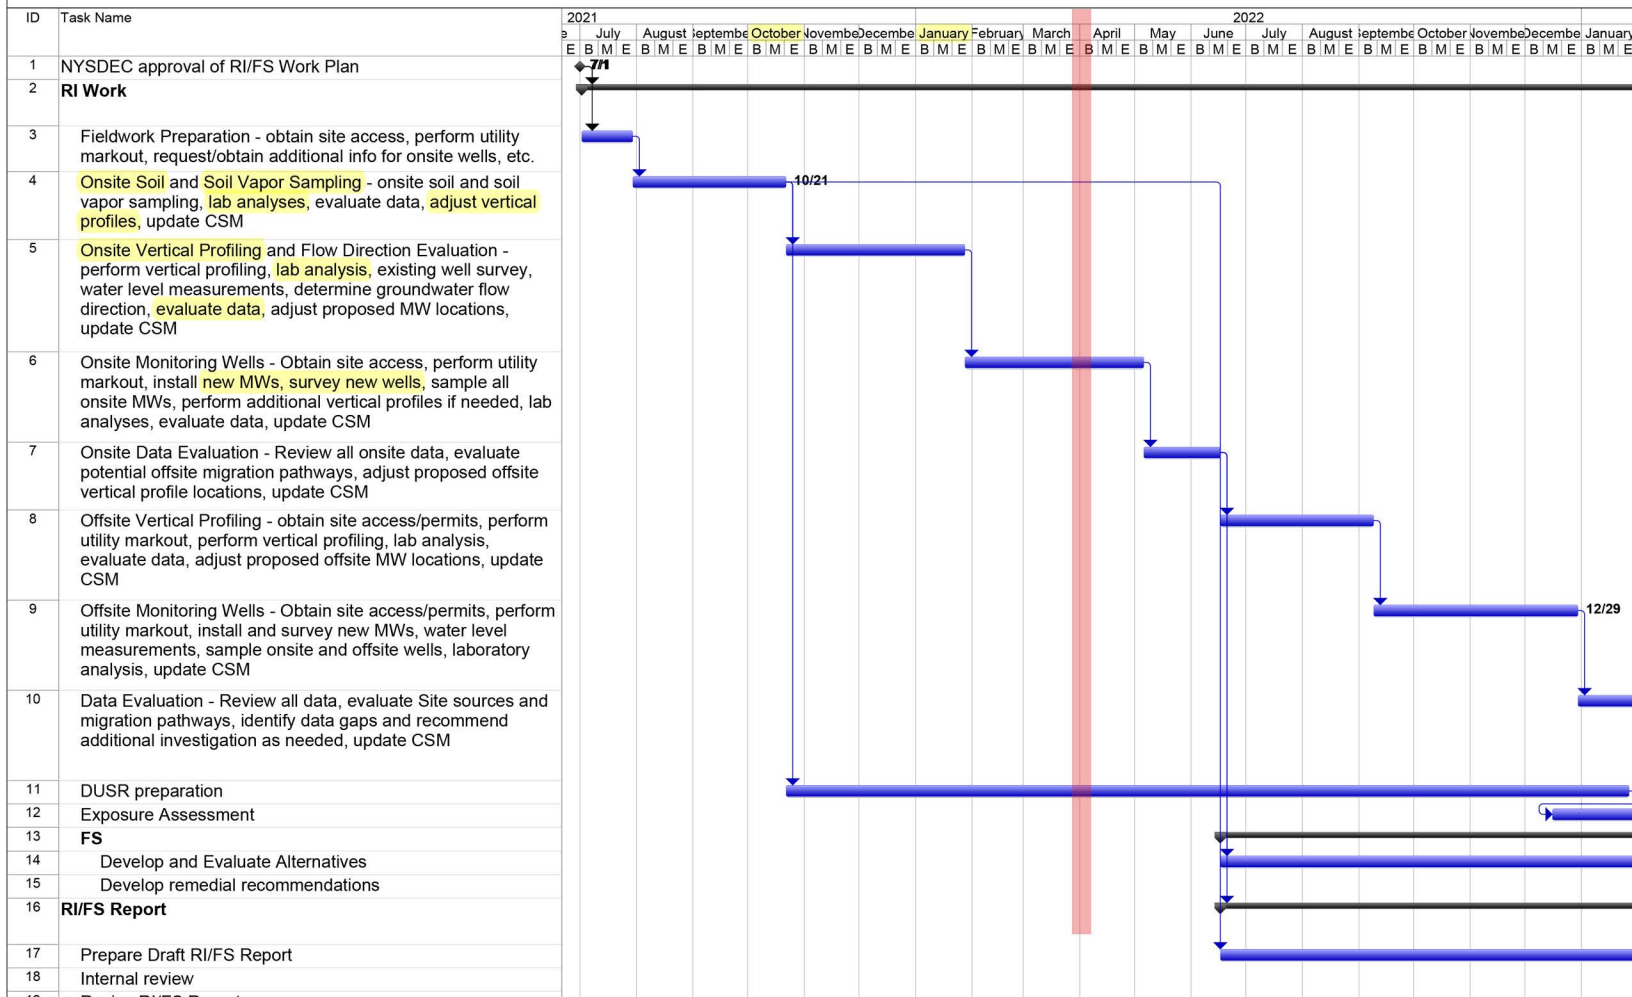 ID Task Name 2021 2022
e July August Septembe October Novembe Decembe January February March April May June July August Septembe October Novembe Decembe January
E B M E B M E B M E B M E B M E B M E B M E B M E B M E B M E B M E B M E B M E B M E B M E B M E B M E B M E B M E
1 NYSDEC approval of RI/FS Work Plan 7/1
2 RI Work
3 Fieldwork Preparation - obtain site access, perform utility
markout, request/obtain additional info for onsite wells, etc.
4 Onsite Soil and Soil Vapor Sampling - onsite soil and soil 10/21
vapor sampling, lab analyses, evaluate data, adjust vertical
profiles, update CSM
5 Onsite Vertical Profiling and Flow Direction Evaluation -
perform vertical profiling, lab analysis, existing well survey,
water level measurements, determine groundwater flow
direction, evaluate data, adjust proposed MW locations,
update CSM
6 Onsite Monitoring Wells - Obtain site access, perform utility
markout, install new MWs, survey new wells, sample all
onsite MWs, perform additional vertical profiles if needed, lab
analyses, evaluate data, update CSM
7 Onsite Data Evaluation - Review all onsite data, evaluate
potential offsite migration pathways, adjust proposed offsite
vertical profile locations, update CSM
8 Offsite Vertical Profiling - obtain site access/permits, perform
utility markout, perform vertical profiling, lab analysis,
evaluate data, adjust proposed offsite MW locations, update
CSM
9 Offsite Monitoring Wells - Obtain site access/permits, perform 12/29
utility markout, install and survey new MWs, water level
measurements, sample onsite and offsite wells, laboratory
analysis, update CSM
10 Data Evaluation - Review all data, evaluate Site sources and
migration pathways, identify data gaps and recommend
additional investigation as needed, update CSM
11 DUSR preparation
12 Exposure Assessment
13 FS
14 Develop and Evaluate Alternatives
15 Develop remedial recommendations
16 RI/FS Report
17 Prepare Draft RI/FS Report
18 Internal review